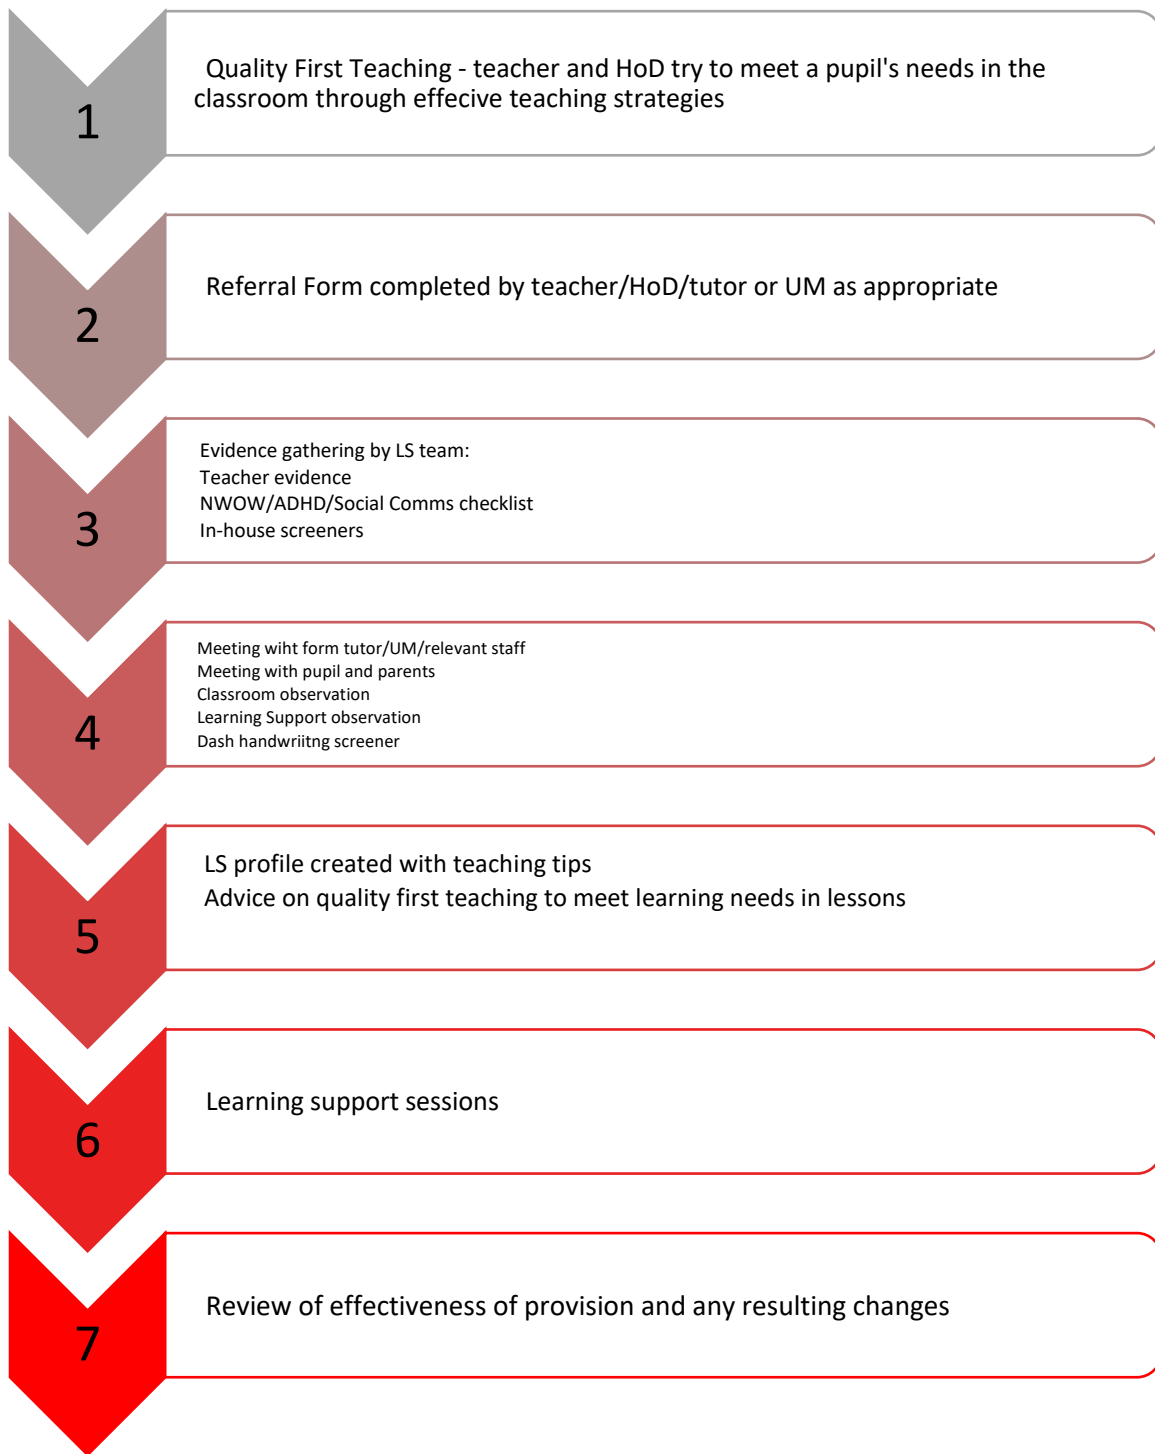 1
Quality First Teaching - teacher and HoD try to meet a pupil's needs in the
classroom through effecive teaching strategies
2
Referral Form completed by teacher/HoD/tutor or UM as appropriate
3
Evidence gathering by LS team:
Teacher evidence
NWOW/ADHD/Social Comms checklist
In-house screeners
4
Meeting wiht form tutor/UM/relevant staff
Meeting with pupil and parents
Classroom observation
Learning Support observation
Dash handwriitng screener
5
LS profile created with teaching tips
Advice on quality first teaching to meet learning needs in lessons
6
Learning support sessions
7
Review of effectiveness of provision and any resulting changes